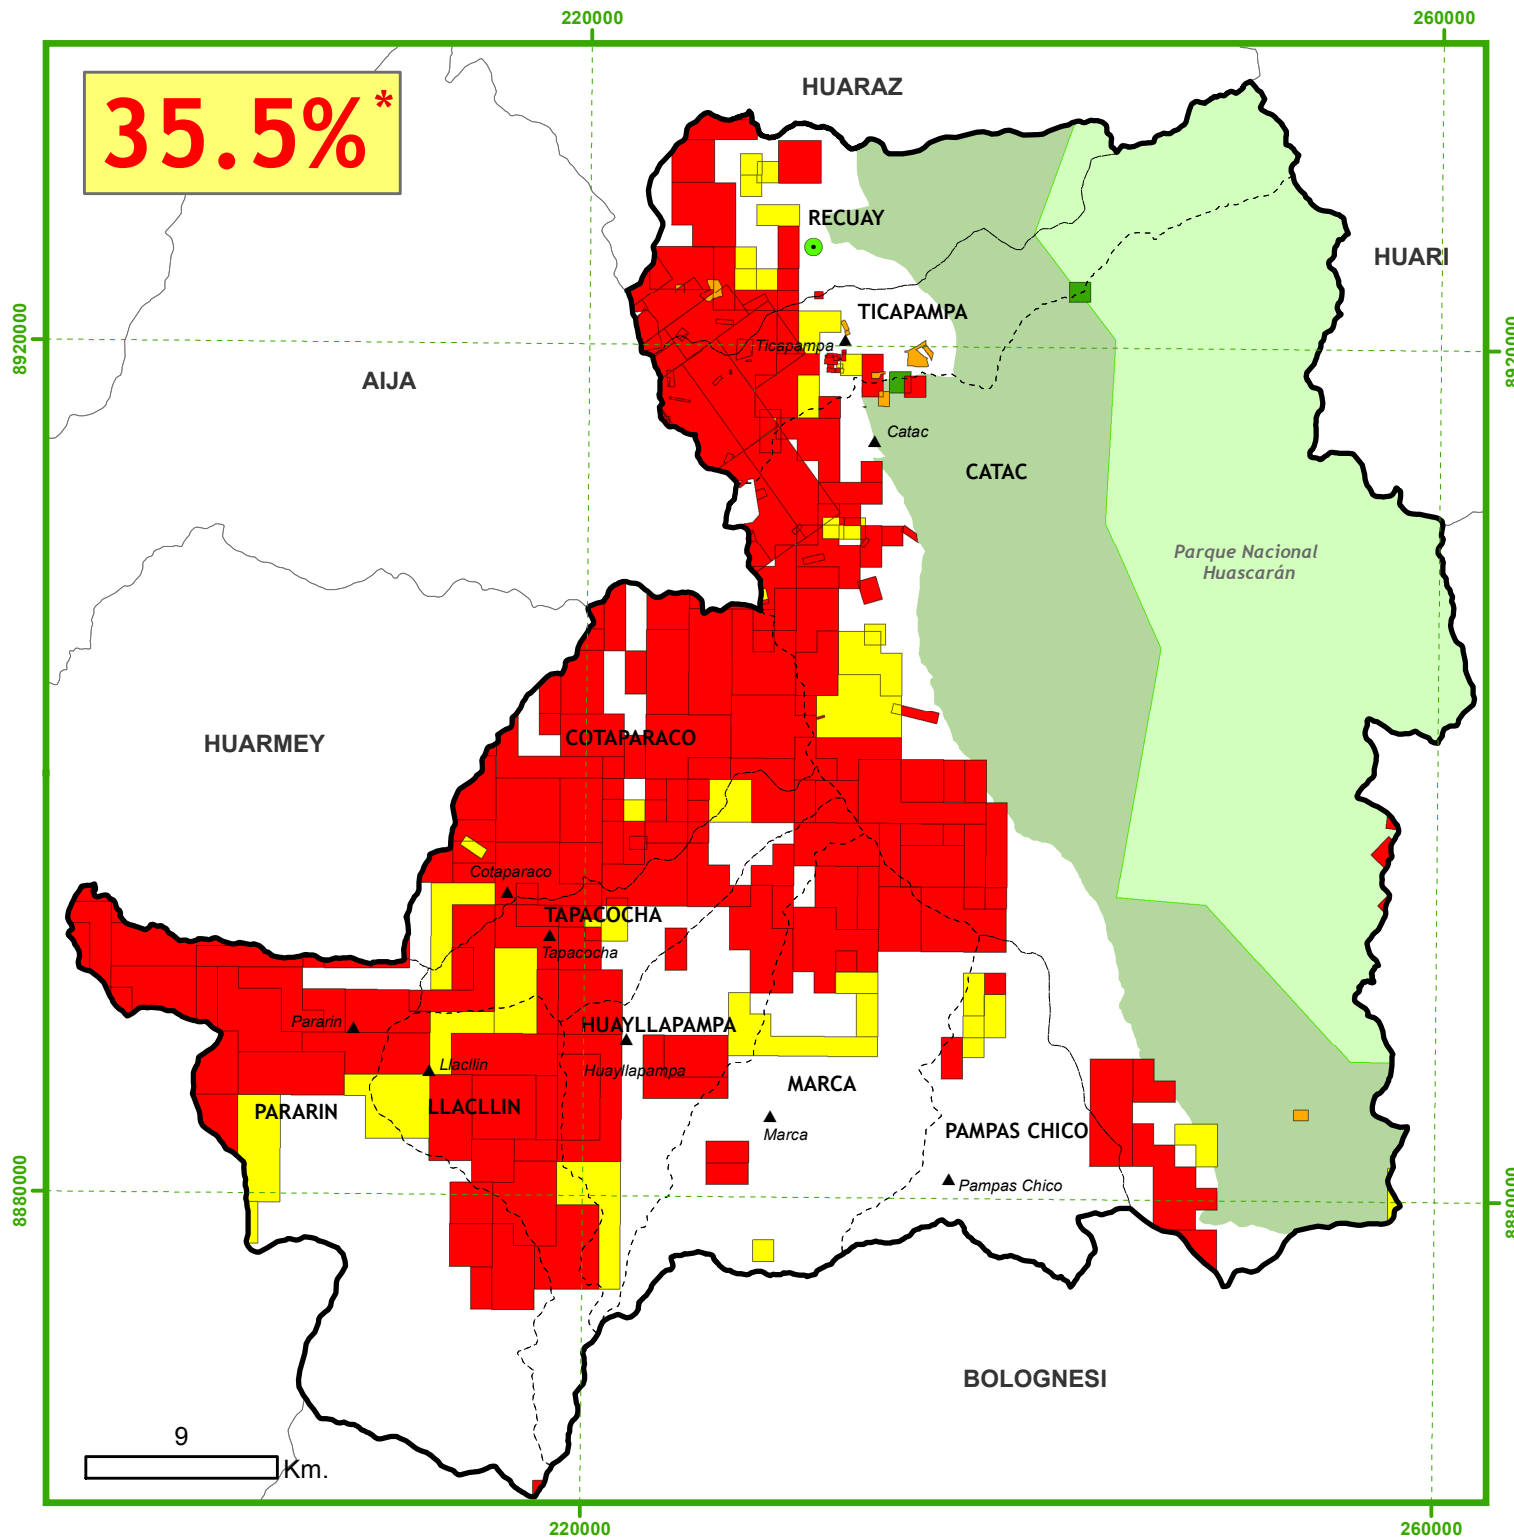 220000
260000
HUARAZ
35.5%*
RECUAY
HUARI
TICAPAMPA
8920000
8920000
Ticapampa
AIJA
Catac
CATAC
Parque Nacional
Huascarán
COTAPARACO
HUARMEY
Cotaparaco
TAPACOCHA
Tapacocha
Pararin
HUAYLLAPAMPA
Llacllin
Huayllapampa
MARCA
PARARIN
LLACLLIN
PAMPAS CHICO
Marca
Pampas Chico
8880000
8880000
BOLOGNESI
9
Km.
220000
260000